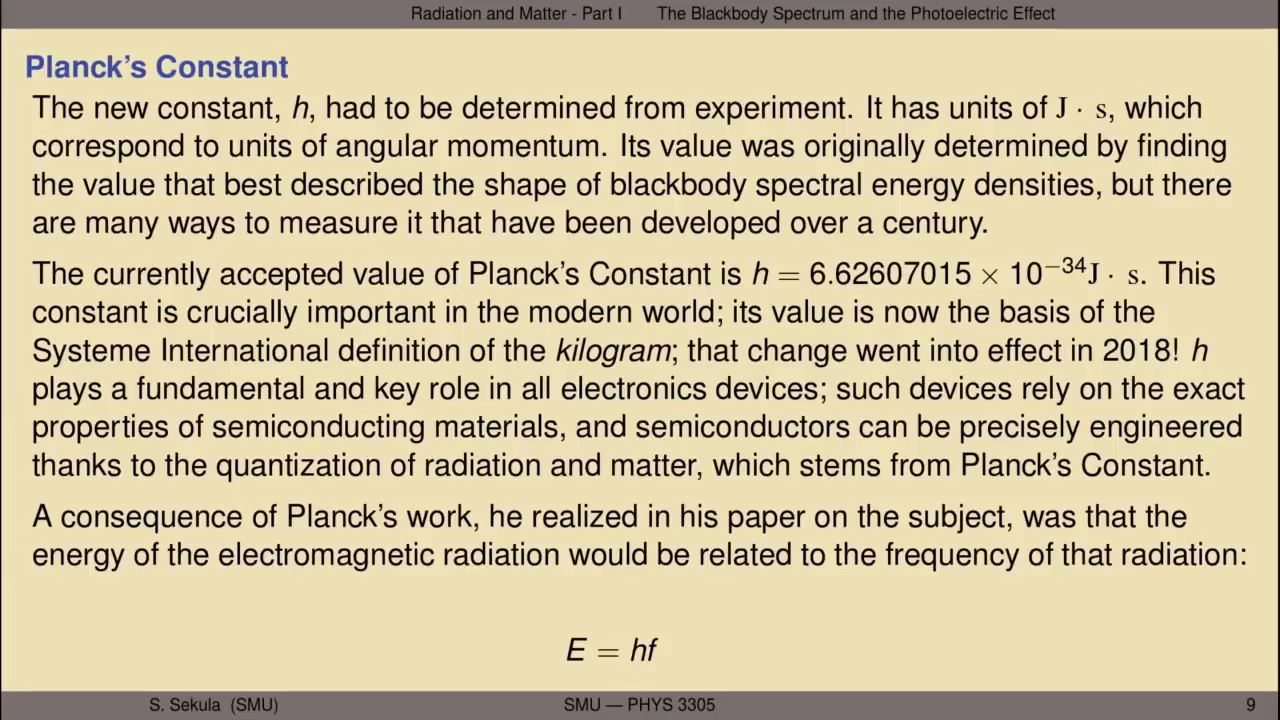 Radiation and Matter - Part I The Blackbody Spectrum and the Photoelectric Effect
Planck's Constant
The new constant, h, had to be determined from experiment. It has units of J · s, which
correspond to units of angular momentum. Its value was originally determined by finding
the value that best described the shape of blackbody spectral energy densities, but there
are many ways to measure it that have been developed over a century.
The currently accepted value of Planck's Constant is h = 6.62607015 × 10⁻³⁴J · s. This
constant is crucially important in the modern world; its value is now the basis of the
Systeme International definition of the kilogram; that change went into effect in 2018! h
plays a fundamental and key role in all electronics devices; such devices rely on the exact
properties of semiconducting materials, and semiconductors can be precisely engineered
thanks to the quantization of radiation and matter, which stems from Planck's Constant.
A consequence of Planck's work, he realized in his paper on the subject, was that the
energy of the electromagnetic radiation would be related to the frequency of that radiation:
E = hf
S. Sekula (SMU) SMU — PHYS 3305 9